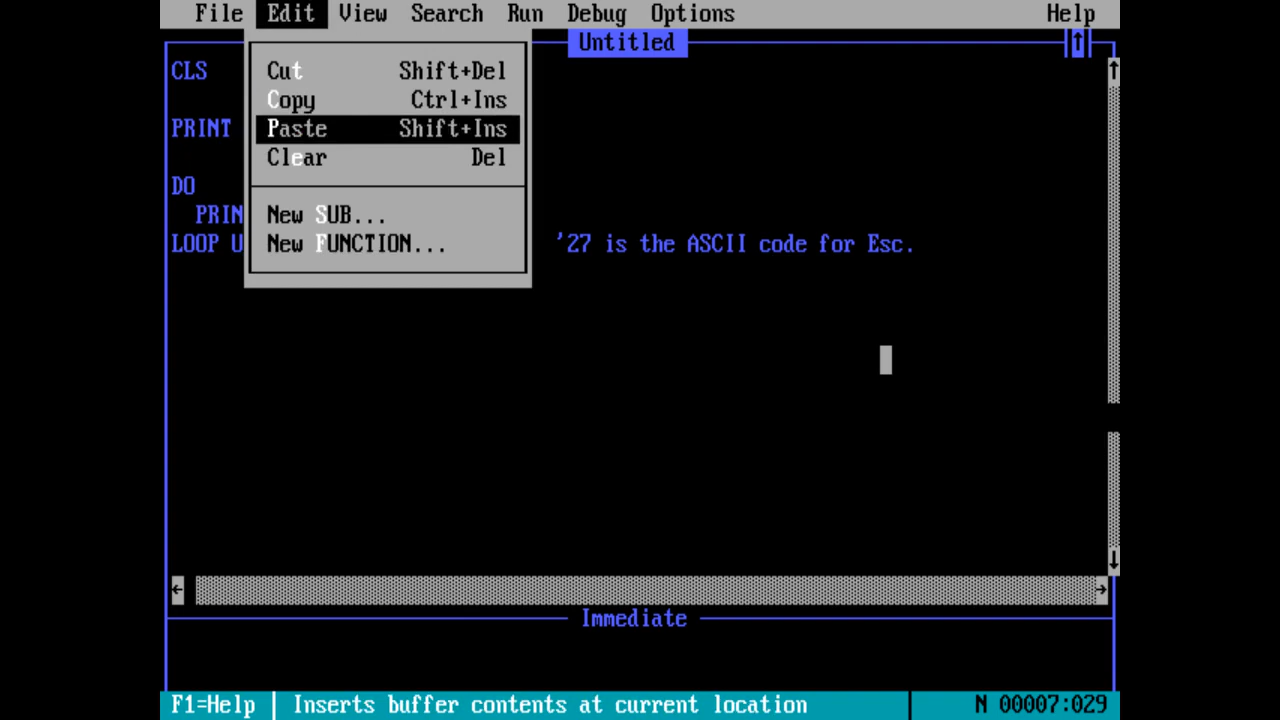 File Edit View Search Run Debug Options Help
Untitled
CLS Cut Shift+Del
Copy Ctrl+Ins
PRINT Paste Shift+Ins
Clear Del
DO
PRIN New SUB...
LOOP U New FUNCTION... '27 is the ASCII code for Esc.
Immediate
F1=Help Inserts buffer contents at current location N 00007:029